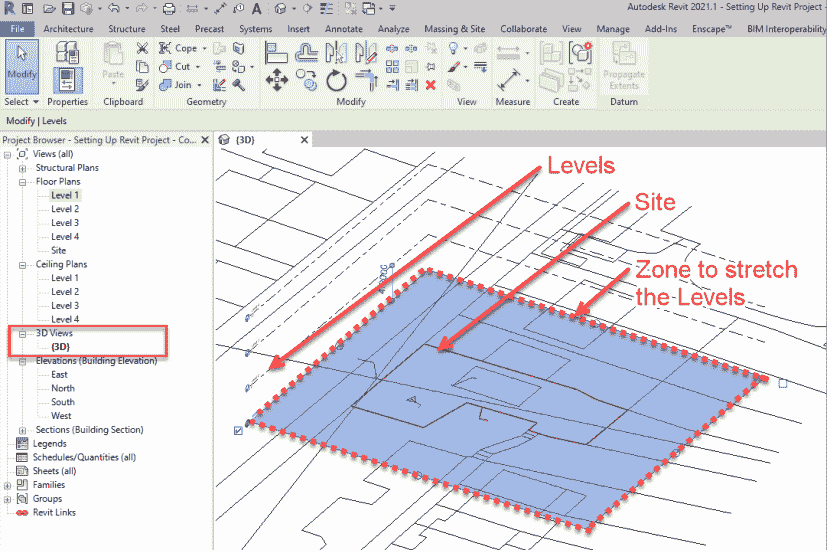 Autodesk Revit 2021.1 - Setting Up Revit Project -
File Architecture Structure Steel Precast Systems Insert Annotate Analyze Massing & Site Collaborate View Manage Add-Ins Enscape™ BIM Interoperability
Modify
Properties
Paste
Cope
Cut
Join
Propagate
Extents
Select Properties Clipboard Geometry Modify View Measure Create Datum
Modify | Levels
Project Browser - Setting Up Revit Project - Co...
{3D}
Views (all)
Structural Plans
Floor Plans
Level 1
Level 2
Level 3
Level 4
Site
Ceiling Plans
Level 1
Level 2
Level 3
Level 4
3D Views
{3D}
Elevations (Building Elevation)
East
North
South
West
Sections (Building Section)
Legends
Schedules/Quantities (all)
Sheets (all)
Families
Groups
Revit Links
Levels
Site
Zone to stretch
the Levels